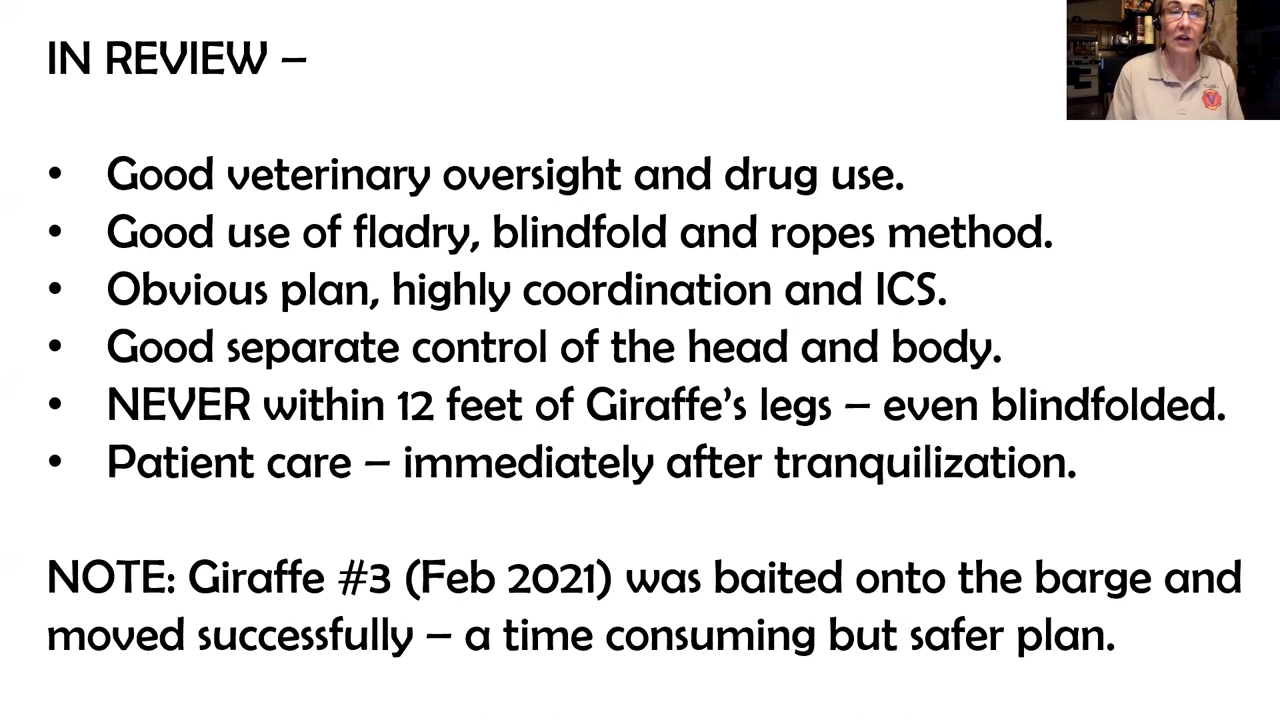 IN REVIEW –
• Good veterinary oversight and drug use.
• Good use of fladry, blindfold and ropes method.
• Obvious plan, highly coordination and ICS.
• Good separate control of the head and body.
• NEVER within 12 feet of Giraffe’s legs – even blindfolded.
• Patient care – immediately after tranquilization.
NOTE: Giraffe #3 (Feb 2021) was baited onto the barge and
moved successfully – a time consuming but safer plan.